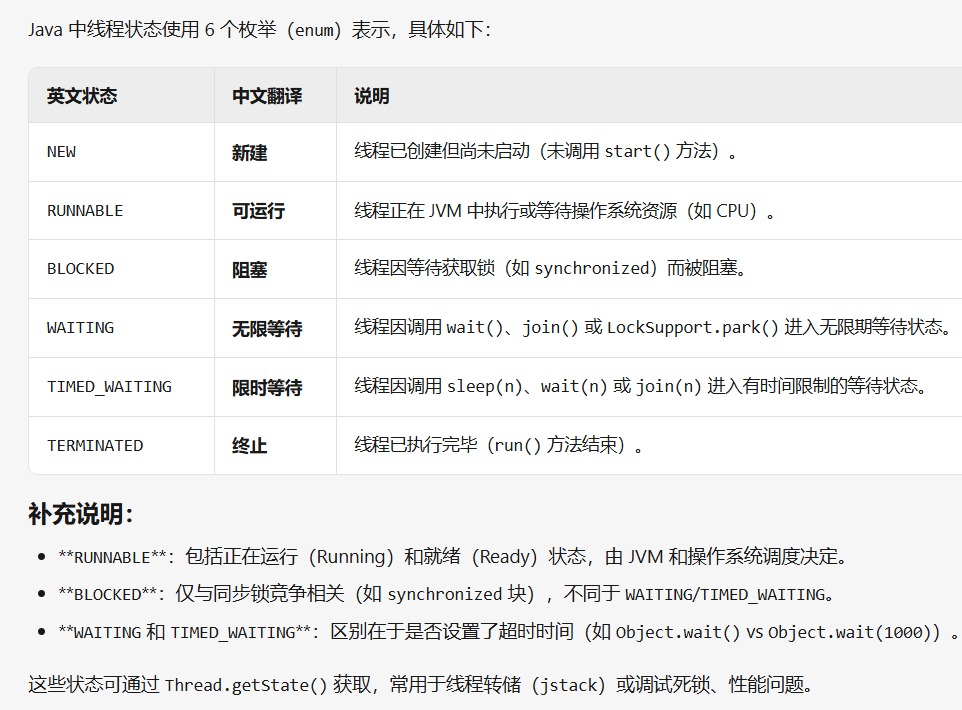 Java 中线程状态使用 6 个枚举（enum）表示，具体如下：
英文状态 中文翻译 说明
NEW 新建 线程已创建但尚未启动（未调用 start() 方法）。
RUNNABLE 可运行 线程正在 JVM 中执行或等待操作系统资源（如 CPU）。
BLOCKED 阻塞 线程因等待获取锁（如 synchronized）而被阻塞。
WAITING 无限等待 线程因调用 wait()、join() 或 LockSupport.park() 进入无限期等待状态。
TIMED_WAITING 限时等待 线程因调用 sleep(n)、wait(n) 或 join(n) 进入有时间限制的等待状态。
TERMINATED 终止 线程已执行完毕（run() 方法结束）。
补充说明：
• **RUNNABLE**：包括正在运行（Running）和就绪（Ready）状态，由 JVM 和操作系统调度决定。
• **BLOCKED**：仅与同步锁竞争相关（如 synchronized 块），不同于 WAITING/TIMED_WAITING。
• **WAITING 和 TIMED_WAITING**：区别在于是否设置了超时时间（如 Object.wait() vs Object.wait(1000)）。
这些状态可通过 Thread.getState() 获取，常用于线程转储（jstack）或调试死锁、性能问题。